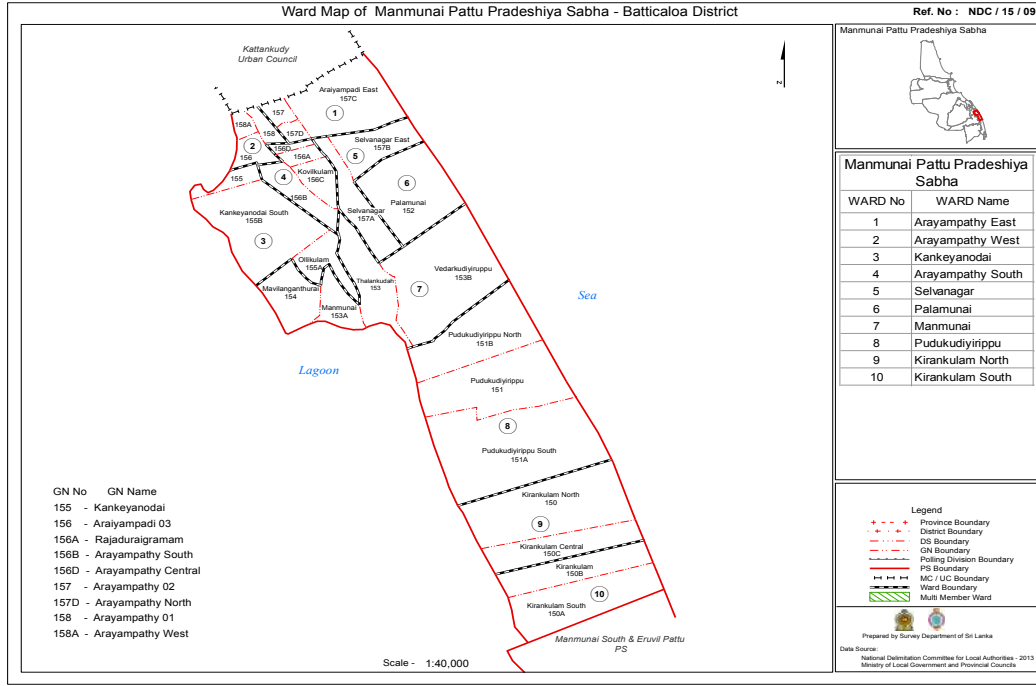 Ward Map of Manmunai Pattu Pradeshiya Sabha - Batticaloa District
Ref. No : NDC / 15 / 09
Kattankudy
Urban Council
Araiyampadi East
157C
1
157
158A
158
157D
2
156D
156
156A
Selvanagar East
157B
5
155
4
Kovilkulam
156C
6
156B
Palamunai
152
Kankeyanodai South
155B
Selvanagar
157A
3
Ollikulam
155A
Vedarkudiyiruppu
153B
Mavilanganthurai
154
Thalankudah
153
7
Manmunai
153A
Sea
Pudukudiyirippu North
151B
Lagoon
Pudukudiyirippu
151
8
Pudukudiyirippu South
151A
Kirankulam North
150
9
Kirankulam Central
150C
Kirankulam
150B
10
Kirankulam South
150A
Manmunai South & Eruvil Pattu
PS
GN No GN Name
155 - Kankeyanodai
156 - Araiyampadi 03
156A - Rajaduraigramam
156B - Arayampathy South
156D - Arayampathy Central
157 - Arayampathy 02
157D - Arayampathy North
158 - Arayampathy 01
158A - Arayampathy West
Scale - 1:40,000
Manmunai Pattu Pradeshiya Sabha
Manmunai Pattu Pradeshiya
Sabha
WARD No WARD Name
1 Arayampathy East
2 Arayampathy West
3 Kankeyanodai
4 Arayampathy South
5 Selvanagar
6 Palamunai
7 Manmunai
8 Pudukudiyirippu
9 Kirankulam North
10 Kirankulam South
Legend
Province Boundary
District Boundary
DS Boundary
GN Boundary
Polling Division Boundary
PS Boundary
MC / UC Boundary
Ward Boundary
Multi Member Ward
Prepared by Survey Department of Sri Lanka
Data Source:
National Delimitation Committee for Local Authorities - 2013
Ministry of Local Government and Provincial Councils